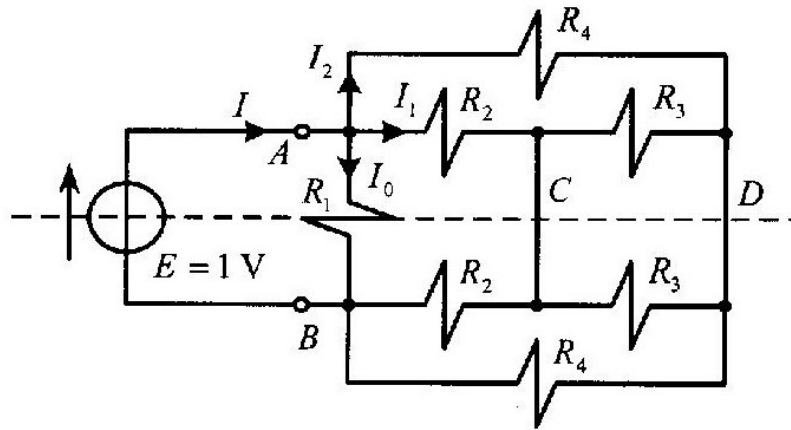 R₄
I₂
I
I₁
R₂
R₃
A
R₁
I₀
C
D
E = 1 V
R₂
R₃
B
R₄